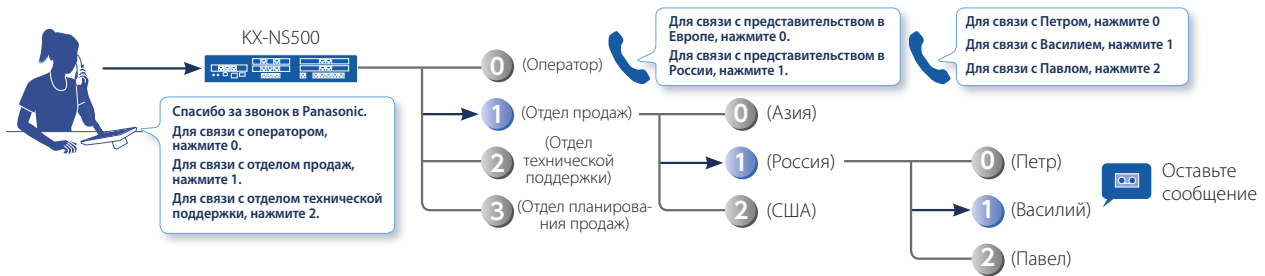 KX-NS500
Спасибо за звонок в Panasonic.
Для связи с оператором,
нажмите 0.
Для связи с отделом продаж,
нажмите 1.
Для связи с отделом технической
поддержки, нажмите 2.
0 (Оператор)
1 (Отдел продаж)
2 (Отдел
технической
поддержки)
3 (Отдел планирова-
ния продаж)
Для связи с представительством в
Европе, нажмите 0.
Для связи с представительством в
России, нажмите 1.
0 (Азия)
1 (Россия)
2 (США)
Для связи с Петром, нажмите 0
Для связи с Василием, нажмите 1
Для связи с Павлом, нажмите 2
0 (Петр)
1 (Василий)
2 (Павел)
Оставьте
сообщение